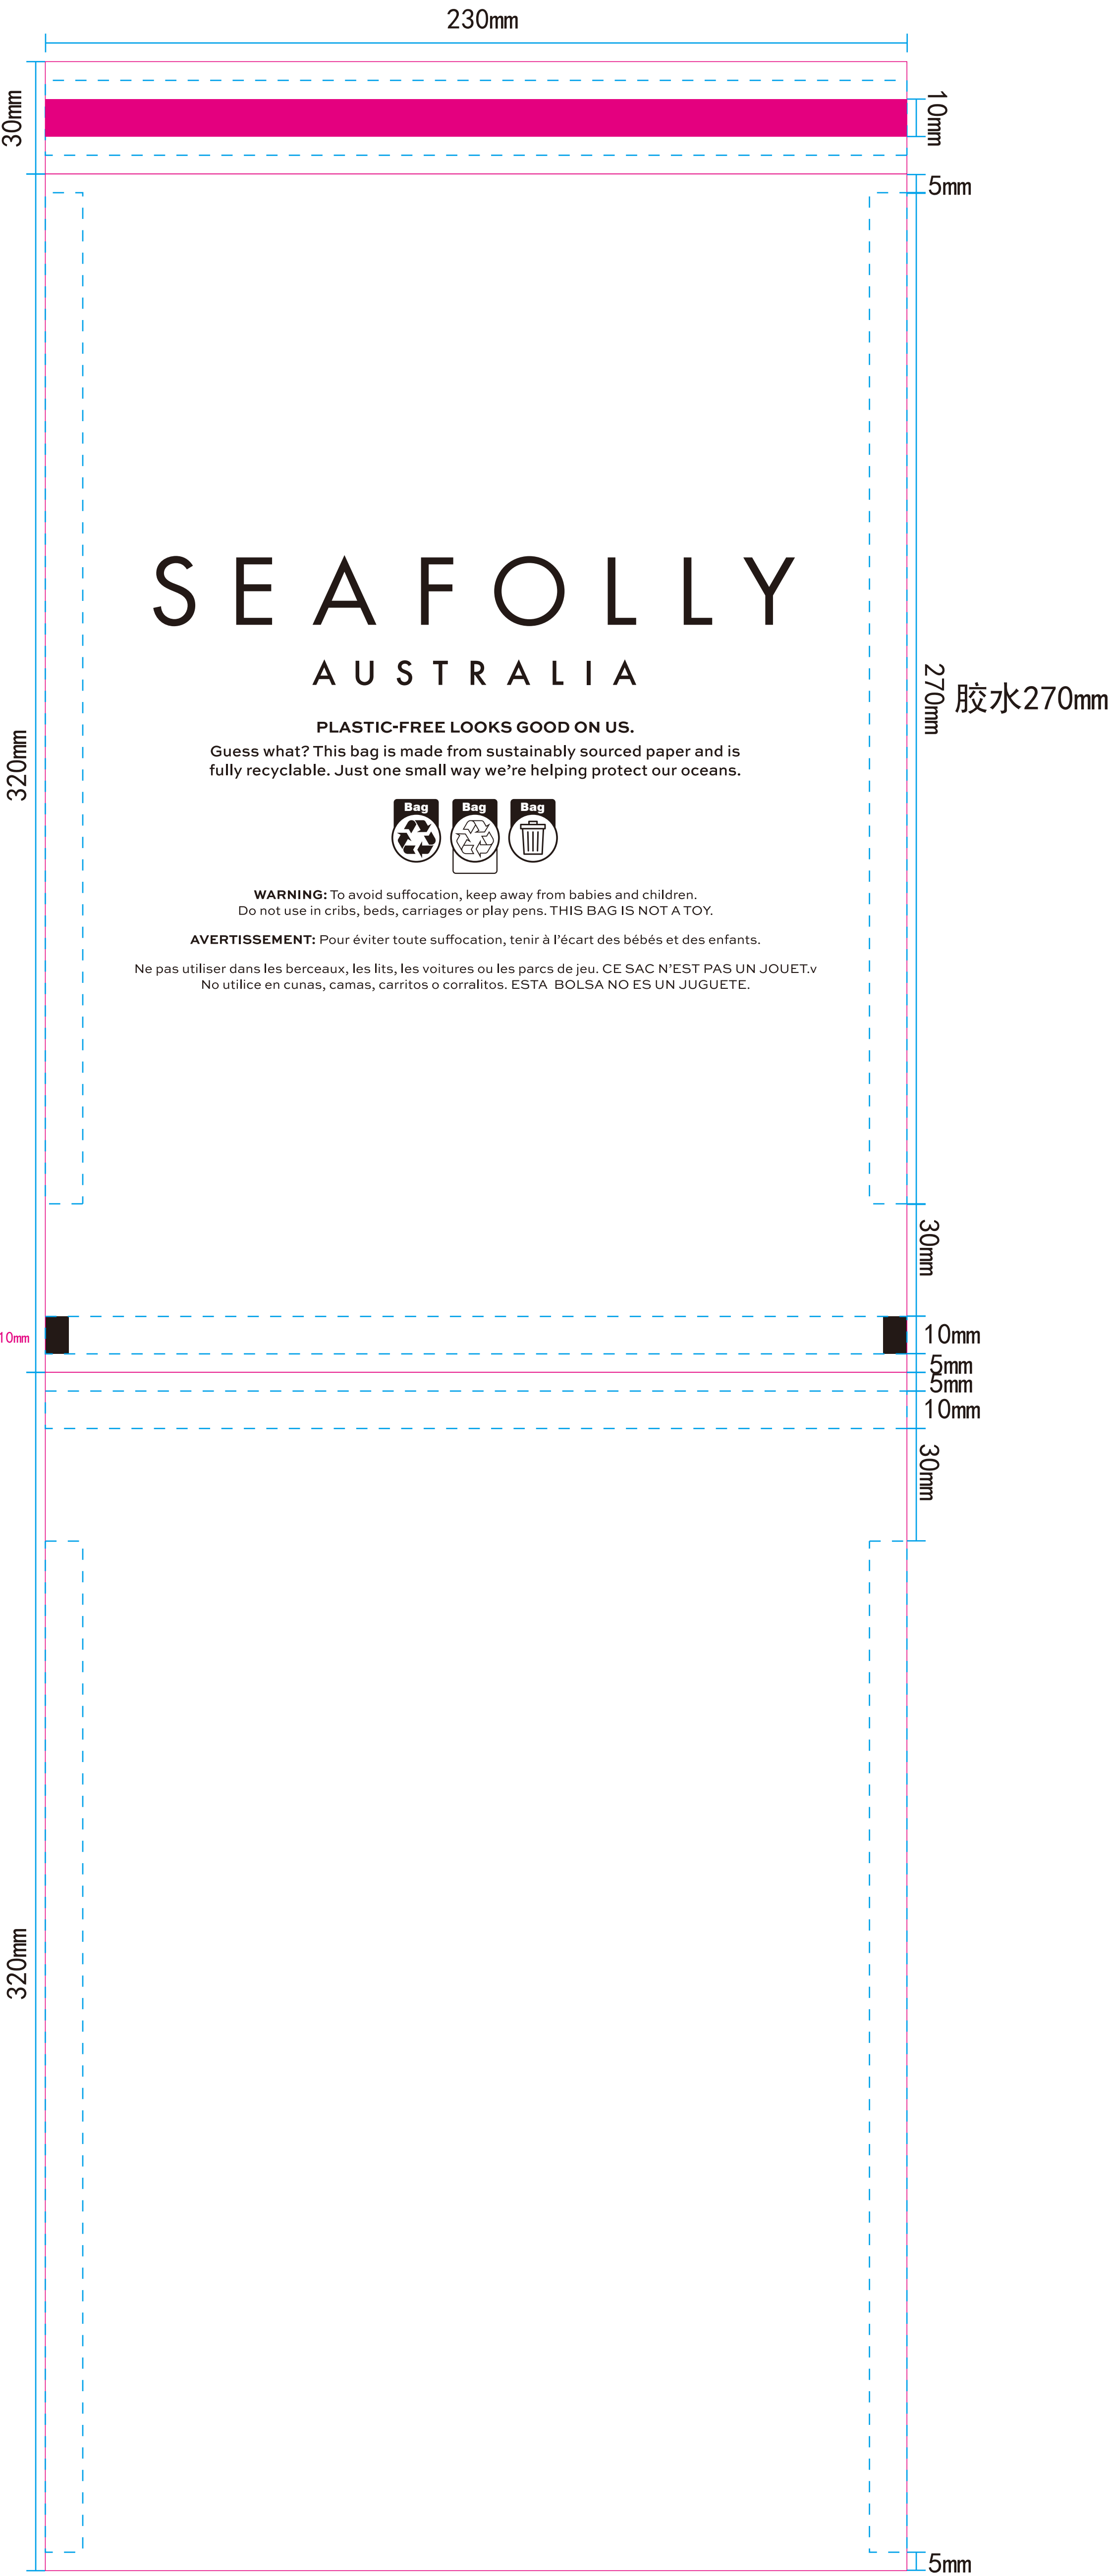 230mm
30mm
10mm
5mm
SEAFOLLY
AUSTRALIA
PLASTIC-FREE LOOKS GOOD ON US.
Guess what? This bag is made from sustainably sourced paper and is
fully recyclable. Just one small way we're helping protect our oceans.
320mm
270mm
胶水270mm
Bag
Bag
Bag
WARNING: To avoid suffocation, keep away from babies and children.
Do not use in cribs, beds, carriages or play pens. THIS BAG IS NOT A TOY.
AVERTISSEMENT: Pour éviter toute suffocation, tenir à l'écart des bébés et des enfants.
Ne pas utiliser dans les berceaux, les lits, les voitures ou les parcs de jeu. CE SAC N'EST PAS UN JOUET.v
No utilice en cunas, camas, carritos o corralitos. ESTA BOLSA NO ES UN JUGUETE.
30mm
10mm
10mm
5mm
5mm
10mm
30mm
320mm
5mm